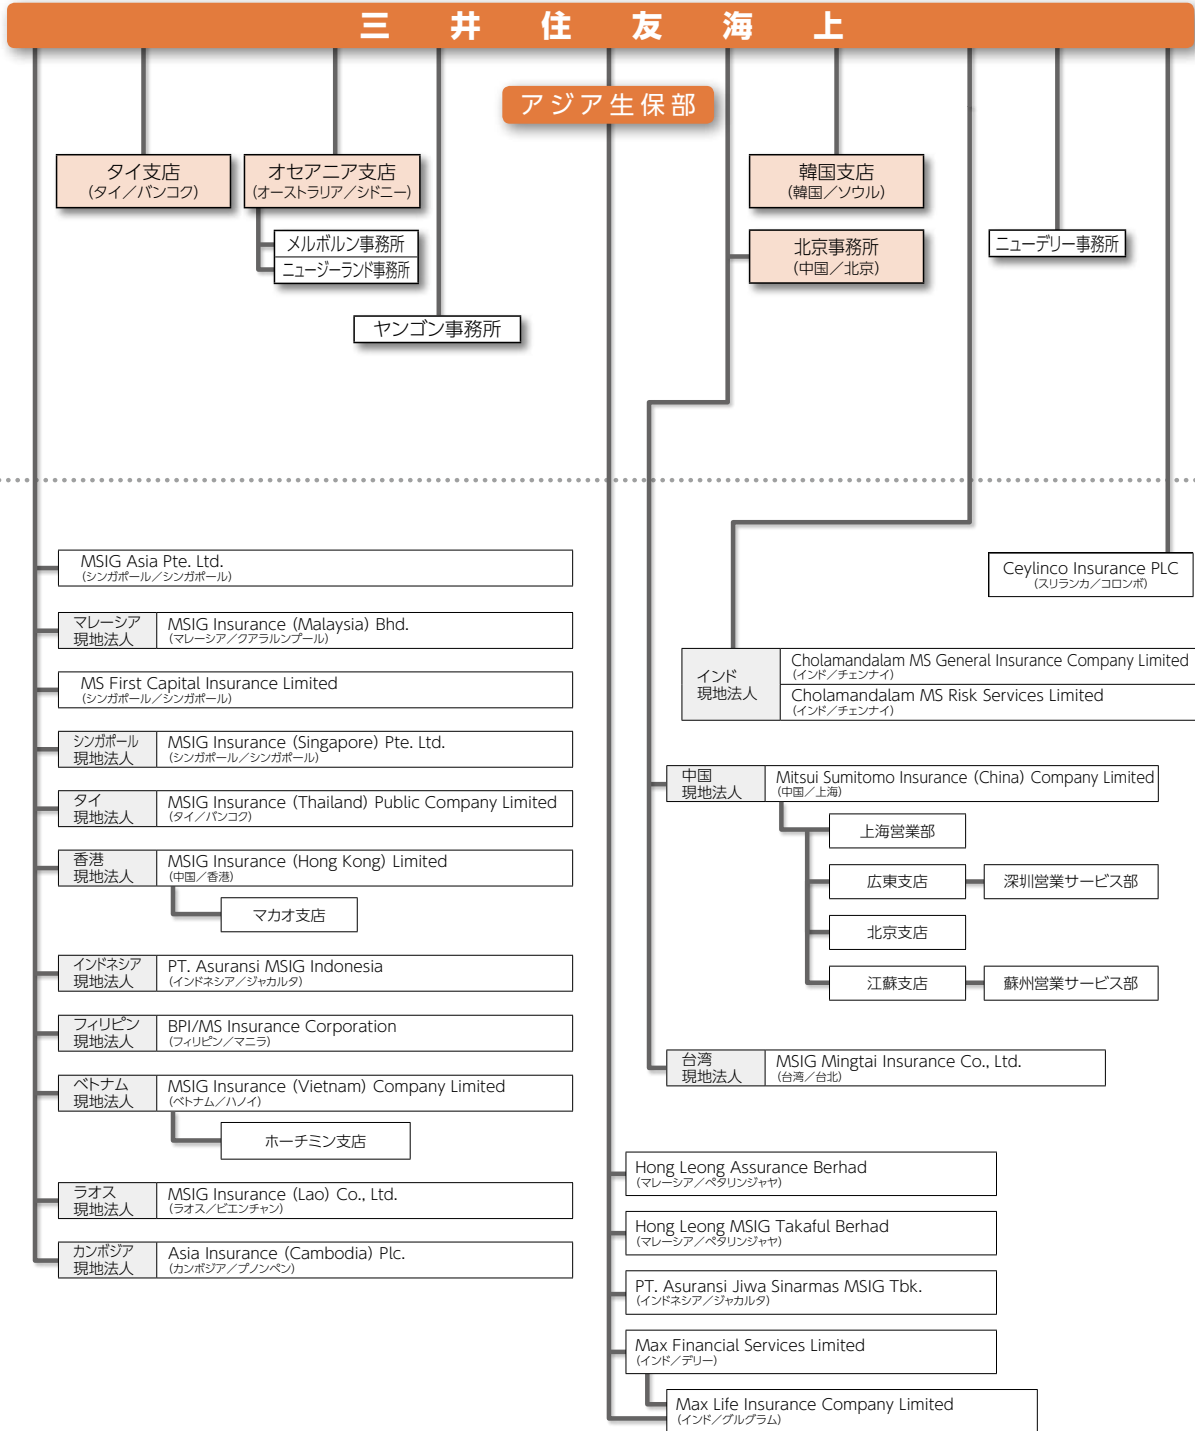 三井住友海上
アジア生保部
タイ支店
(タイ/バンコク)
オセアニア支店
(オーストラリア/シドニー)
メルボルン事務所
ニュージーランド事務所
ヤンゴン事務所
韓国支店
(韓国/ソウル)
北京事務所
(中国/北京)
ニューデリー事務所
MSIG Asia Pte. Ltd.
(シンガポール/シンガポール)
マレーシア
現地法人
MSIG Insurance (Malaysia) Bhd.
(マレーシア/クアラルンプール)
MS First Capital Insurance Limited
(シンガポール/シンガポール)
シンガポール
現地法人
MSIG Insurance (Singapore) Pte. Ltd.
(シンガポール/シンガポール)
タイ
現地法人
MSIG Insurance (Thailand) Public Company Limited
(タイ/バンコク)
香港
現地法人
MSIG Insurance (Hong Kong) Limited
(中国/香港)
マカオ支店
インドネシア
現地法人
PT. Asuransi MSIG Indonesia
(インドネシア/ジャカルタ)
フィリピン
現地法人
BPI/MS Insurance Corporation
(フィリピン/マニラ)
ベトナム
現地法人
MSIG Insurance (Vietnam) Company Limited
(ベトナム/ハノイ)
ホーチミン支店
ラオス
現地法人
MSIG Insurance (Lao) Co., Ltd.
(ラオス/ビエンチャン)
カンボジア
現地法人
Asia Insurance (Cambodia) Plc.
(カンボジア/プノンペン)
Ceylinco Insurance PLC
(スリランカ/コロンボ)
インド
現地法人
Cholamandalam MS General Insurance Company Limited
(インド/チェンナイ)
Cholamandalam MS Risk Services Limited
(インド/チェンナイ)
中国
現地法人
Mitsui Sumitomo Insurance (China) Company Limited
(中国/上海)
上海営業部
広東支店
深圳営業サービス部
北京支店
江蘇支店
蘇州営業サービス部
台湾
現地法人
MSIG Mingtai Insurance Co., Ltd.
(台湾/台北)
Hong Leong Assurance Berhad
(マレーシア/ペタリンジャヤ)
Hong Leong MSIG Takaful Berhad
(マレーシア/ペタリンジャヤ)
PT. Asuransi Jiwa Sinarmas MSIG Tbk.
(インドネシア/ジャカルタ)
Max Financial Services Limited
(インド/デリー)
Max Life Insurance Company Limited
(インド/グルグラム)